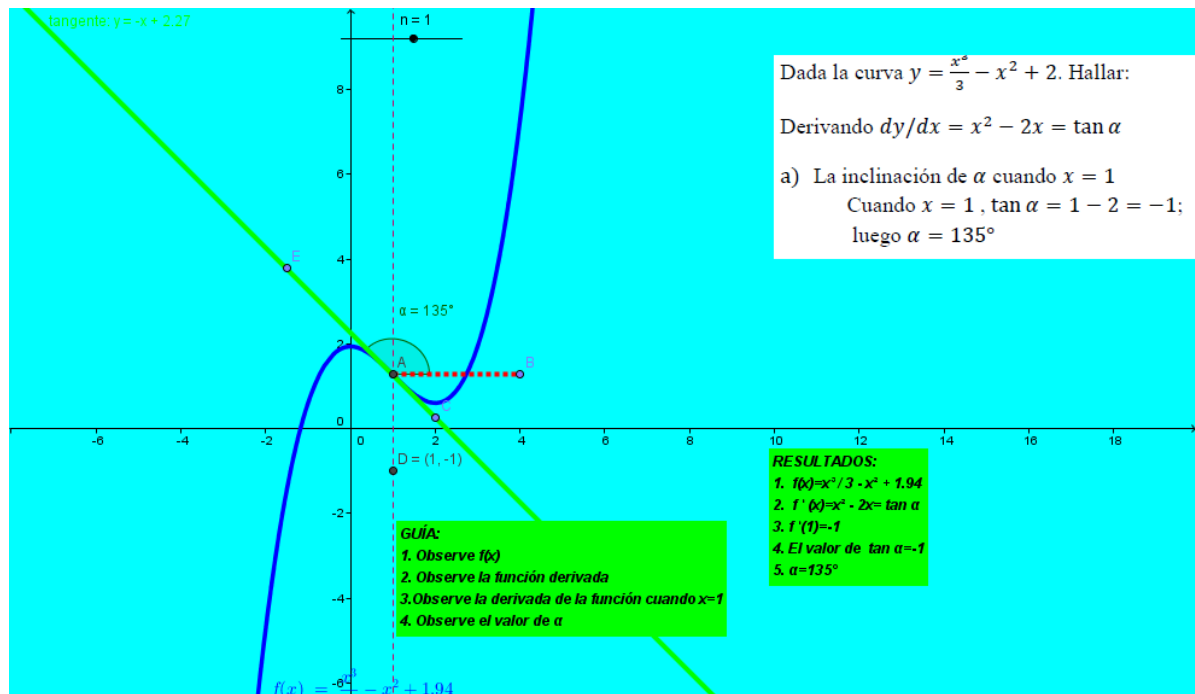 tangente: y = -x + 2.27
n = 1
Dada la curva y = x³/3 − x² + 2. Hallar:
Derivando dy/dx = x² − 2x = tan α
a) La inclinación de α cuando x = 1
Cuando x = 1 , tan α = 1 − 2 = −1;
luego α = 135°
8
6
E
4
α = 135°
2
A
B
C
0
-6 -4 -2 0 2 4 6 8 10 12 14 16 18
D = (1, -1)
-2
-4
-6
RESULTADOS:
1. f(x)=x³/ 3 - x² + 1.94
2. f ' (x)=x² - 2x= tan α
3. f '(1)=-1
4. El valor de tan α=-1
5. α=135°
GUÍA:
1. Observe f(x)
2. Observe la función derivada
3.Observe la derivada de la función cuando x=1
4. Observe el valor de α
f(x) = x³ − x² + 1.94